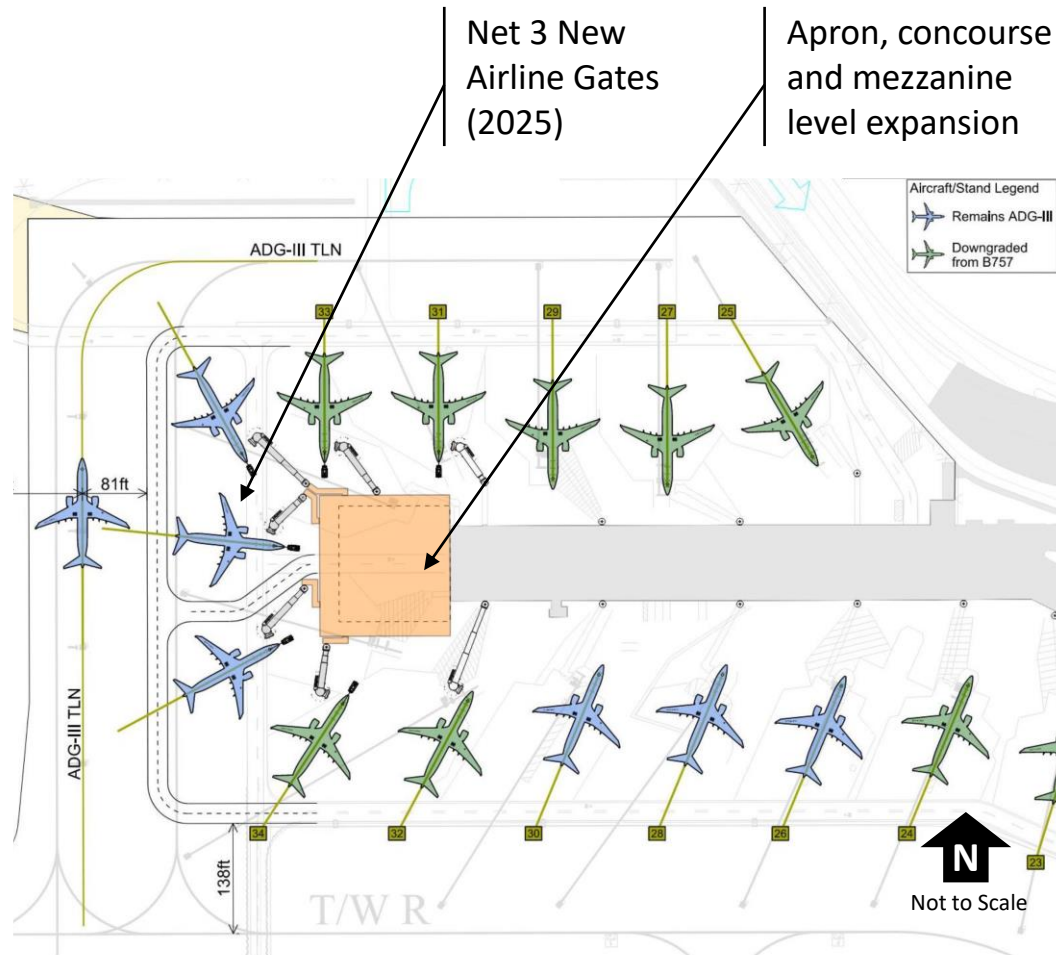 Net 3 New
Airline Gates
(2025)
Apron, concourse
and mezzanine
level expansion
Aircraft/Stand Legend
Remains ADG-III
Downgraded
from B757
ADG-III TLN
33
31
29
27
25
81ft
ADG-III TLN
34
32
30
28
26
24
23
138ft
T/W R
N
Not to Scale